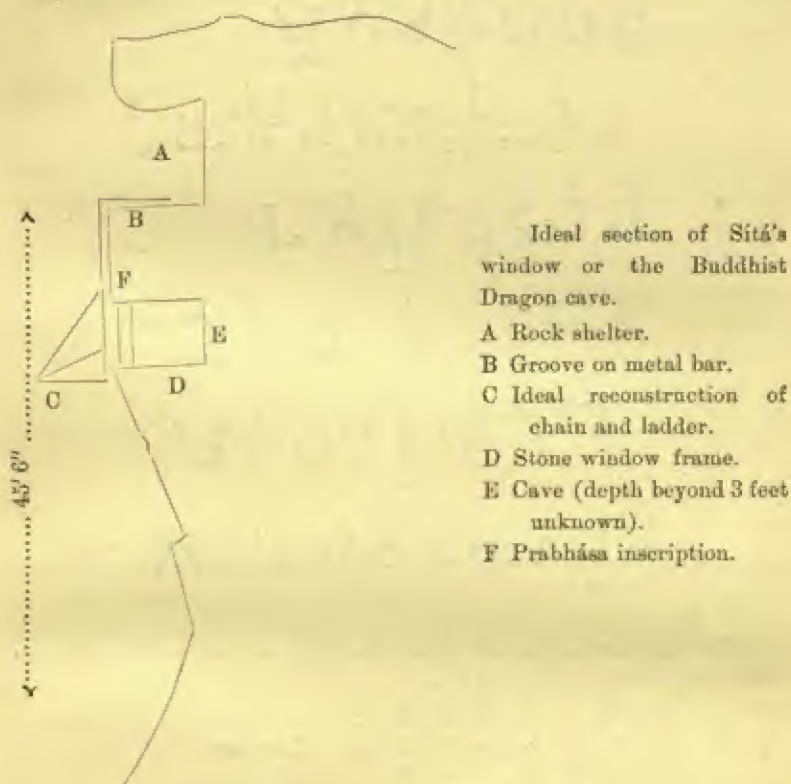 A
B
F
E
D
C
45' 6"
Ideal section of Sítá's
window or the Buddhist
Dragon cave.
A Rock shelter.
B Groove on metal bar.
C Ideal reconstruction of
chain and ladder.
D Stone window frame.
E Cave (depth beyond 3 feet
unknown).
F Prabhása inscription.